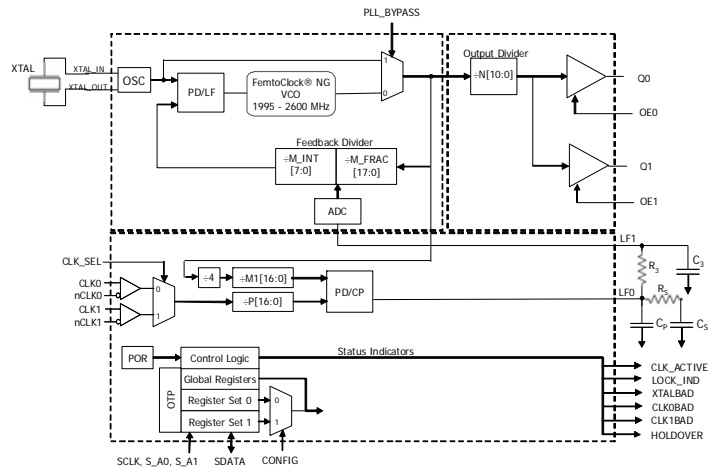 PLL_BYPASS
XTAL
XTAL_IN
XTAL_OUT
OSC
PD/LF
FemtoClock® NG
VCO
1995 - 2600 MHz
1
0
Output Divider
÷N[10:0]
Q0
OE0
Q1
OE1
Feedback Divider
÷M_INT
[7:0]
÷M_FRAC
[17:0]
ADC
LF1
CLK_SEL
CLK0
nCLK0
CLK1
nCLK1
0
1
÷4
÷M1[16:0]
÷P[16:0]
PD/CP
R3
C3
LF0
RS
CP
CS
POR
Control Logic
Status Indicators
OTP
Global Registers
Register Set 0
Register Set 1
0
1
CLK_ACTIVE
LOCK_IND
XTALBAD
CLK0BAD
CLK1BAD
HOLDOVER
SCLK, S_A0, S_A1
SDATA
CONFIG